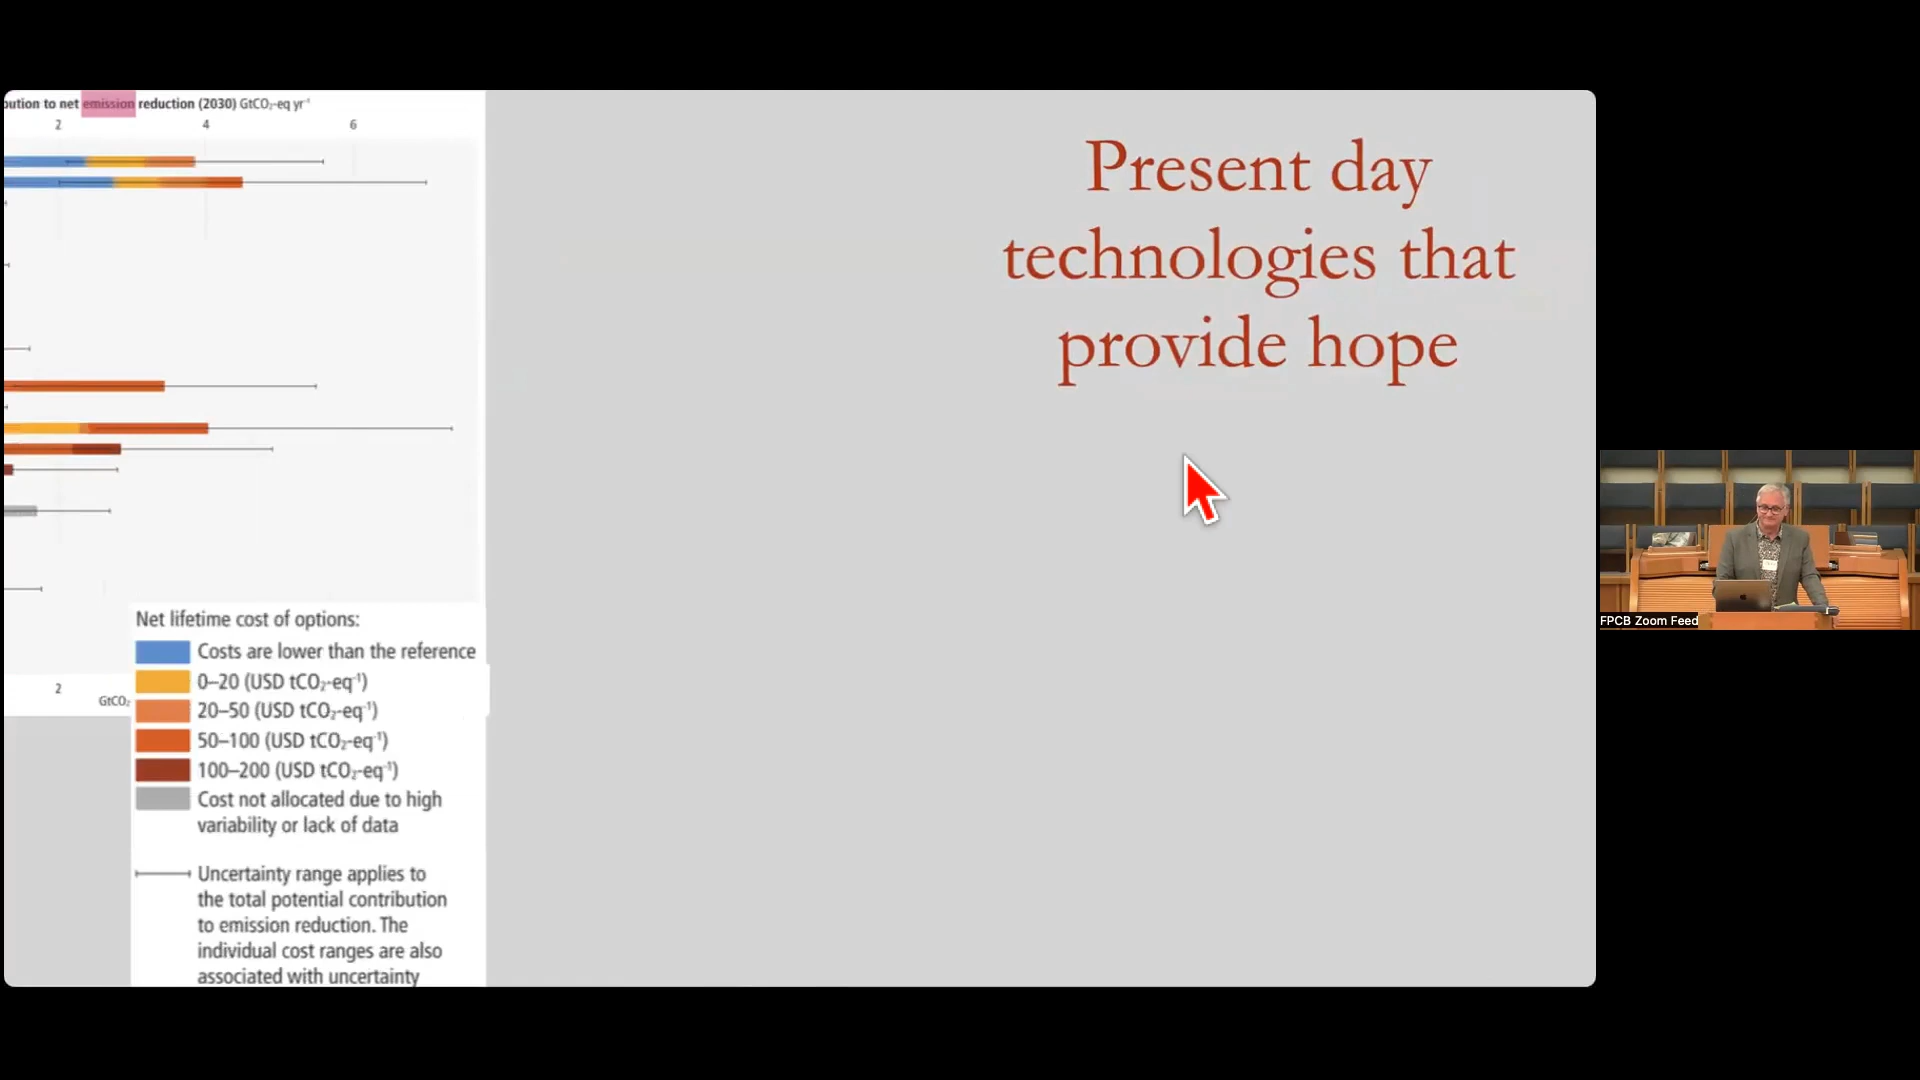 bution to net emission reduction (2030) GtCO₂-eq yr⁻¹
2 4 6
Present day
technologies that
provide hope
Net lifetime cost of options:
Costs are lower than the reference
0–20 (USD tCO₂-eq⁻¹)
20–50 (USD tCO₂-eq⁻¹)
50–100 (USD tCO₂-eq⁻¹)
100–200 (USD tCO₂-eq⁻¹)
Cost not allocated due to high
variability or lack of data
Uncertainty range applies to
the total potential contribution
to emission reduction. The
individual cost ranges are also
associated with uncertainty
2
GtCO₂
FPCB Zoom Feed